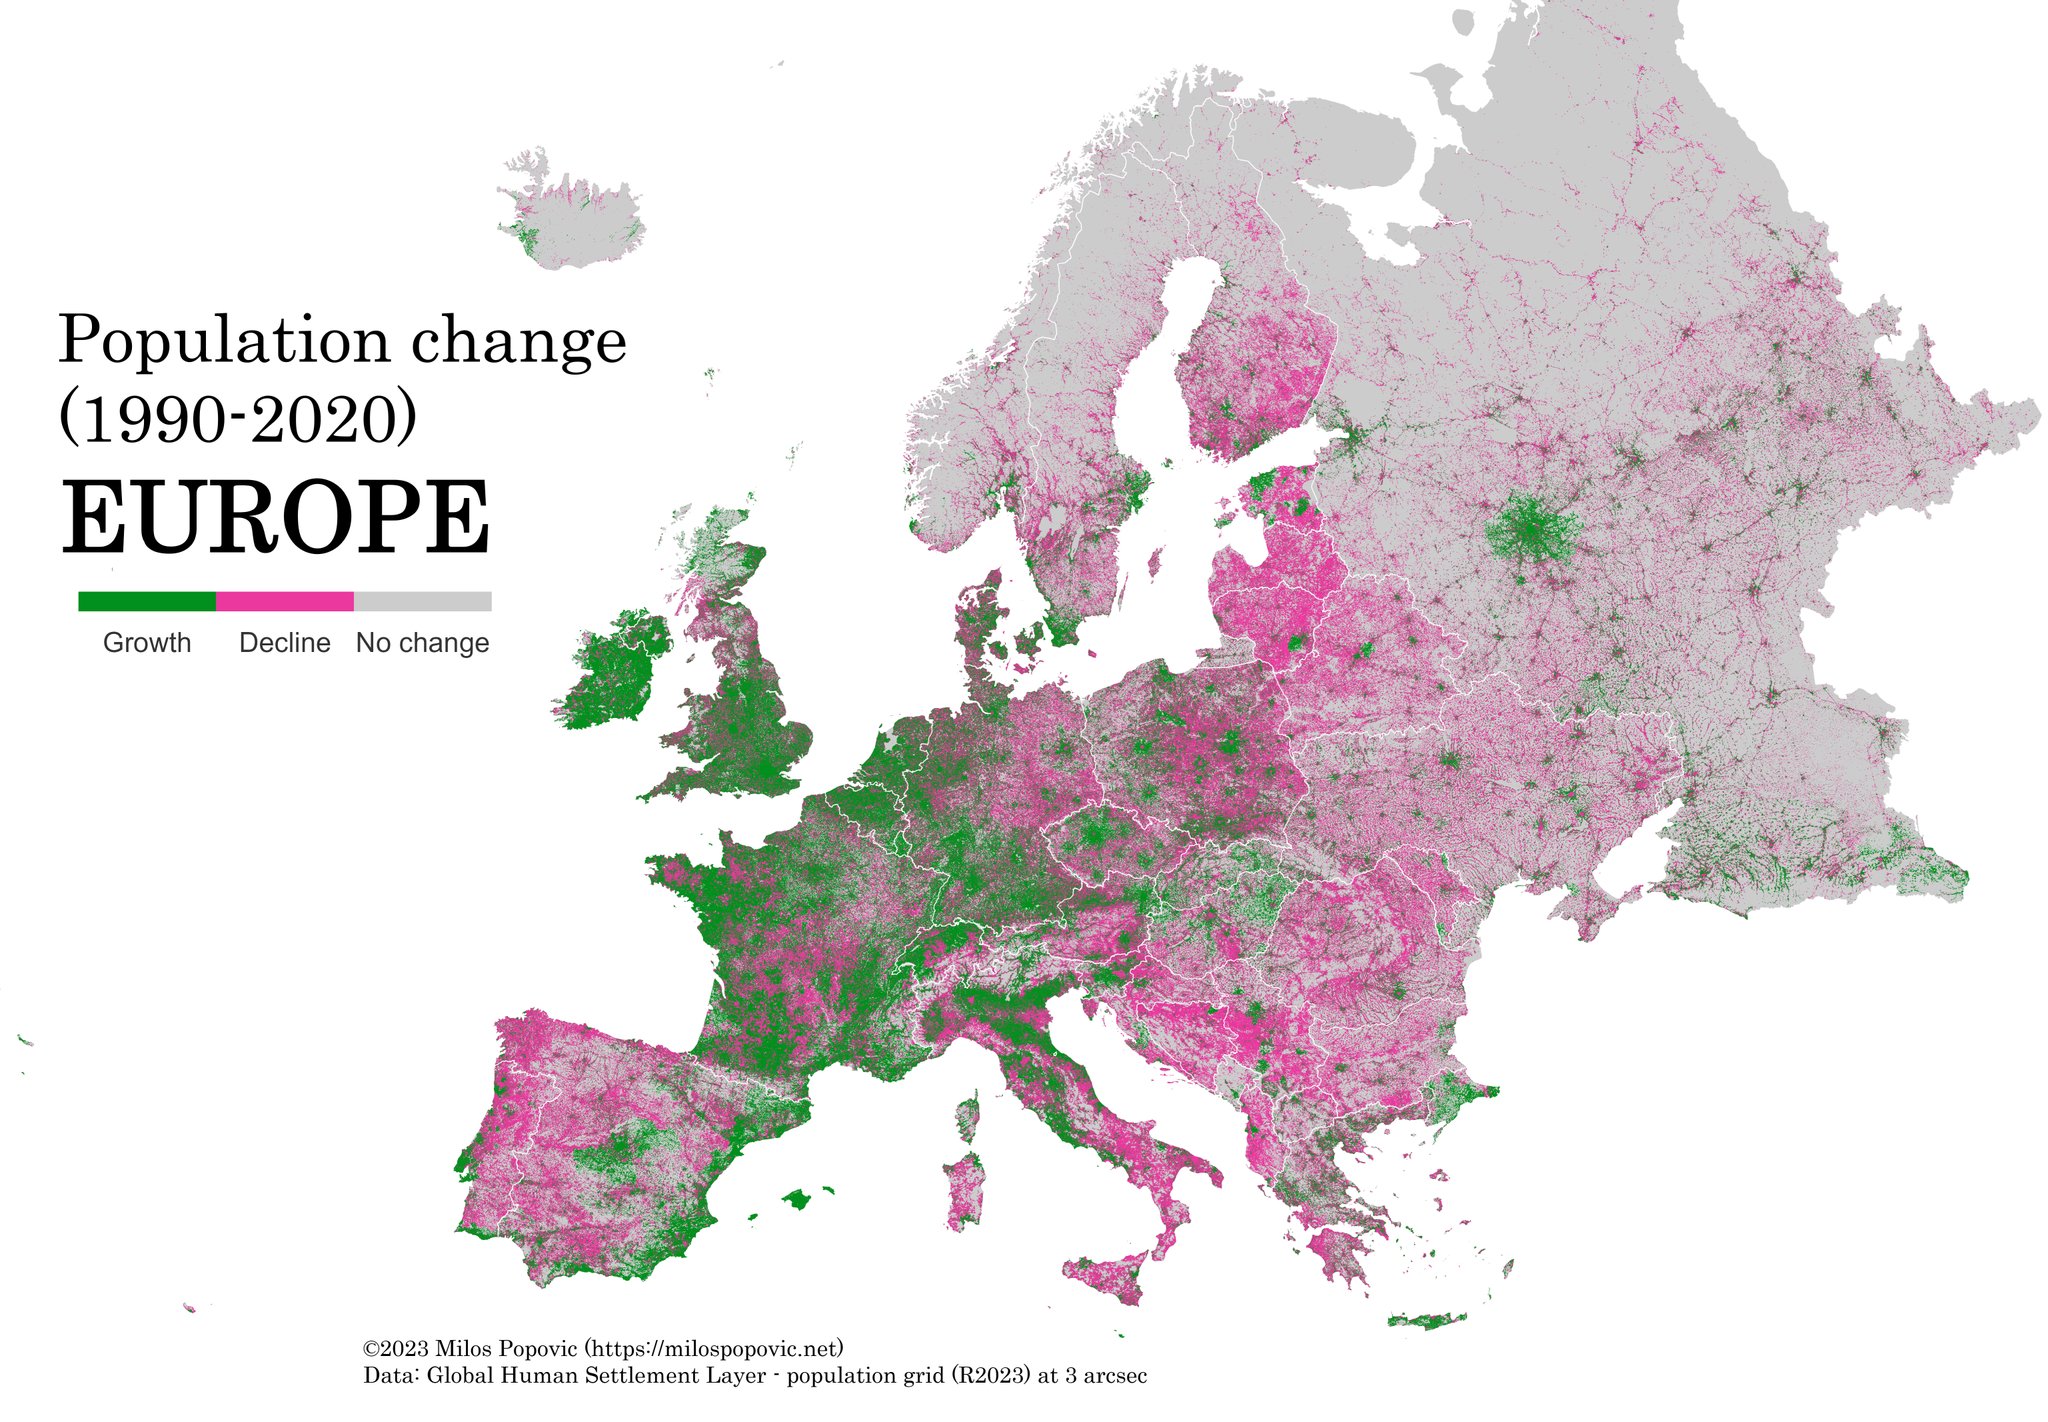 Population change
(1990-2020)
EUROPE
Growth Decline No change
©2023 Milos Popovic (https://milospopovic.net)
Data: Global Human Settlement Layer - population grid (R2023) at 3 arcsec